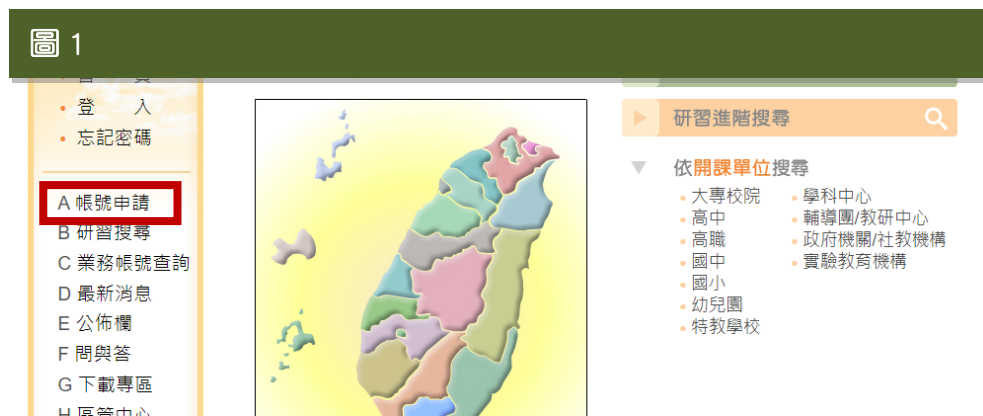 圖 1
登 入
忘記密碼
A 帳號申請
B 研習搜尋
C 業務帳號查詢
D 最新消息
E 公佈欄
F 問與答
G 下載專區
H 區管中心
研習進階搜尋
依開課單位搜尋
大專校院
高中
高職
國中
國小
幼兒園
特教學校
學科中心
輔導團/教研中心
政府機關/社教機構
實驗教育機構